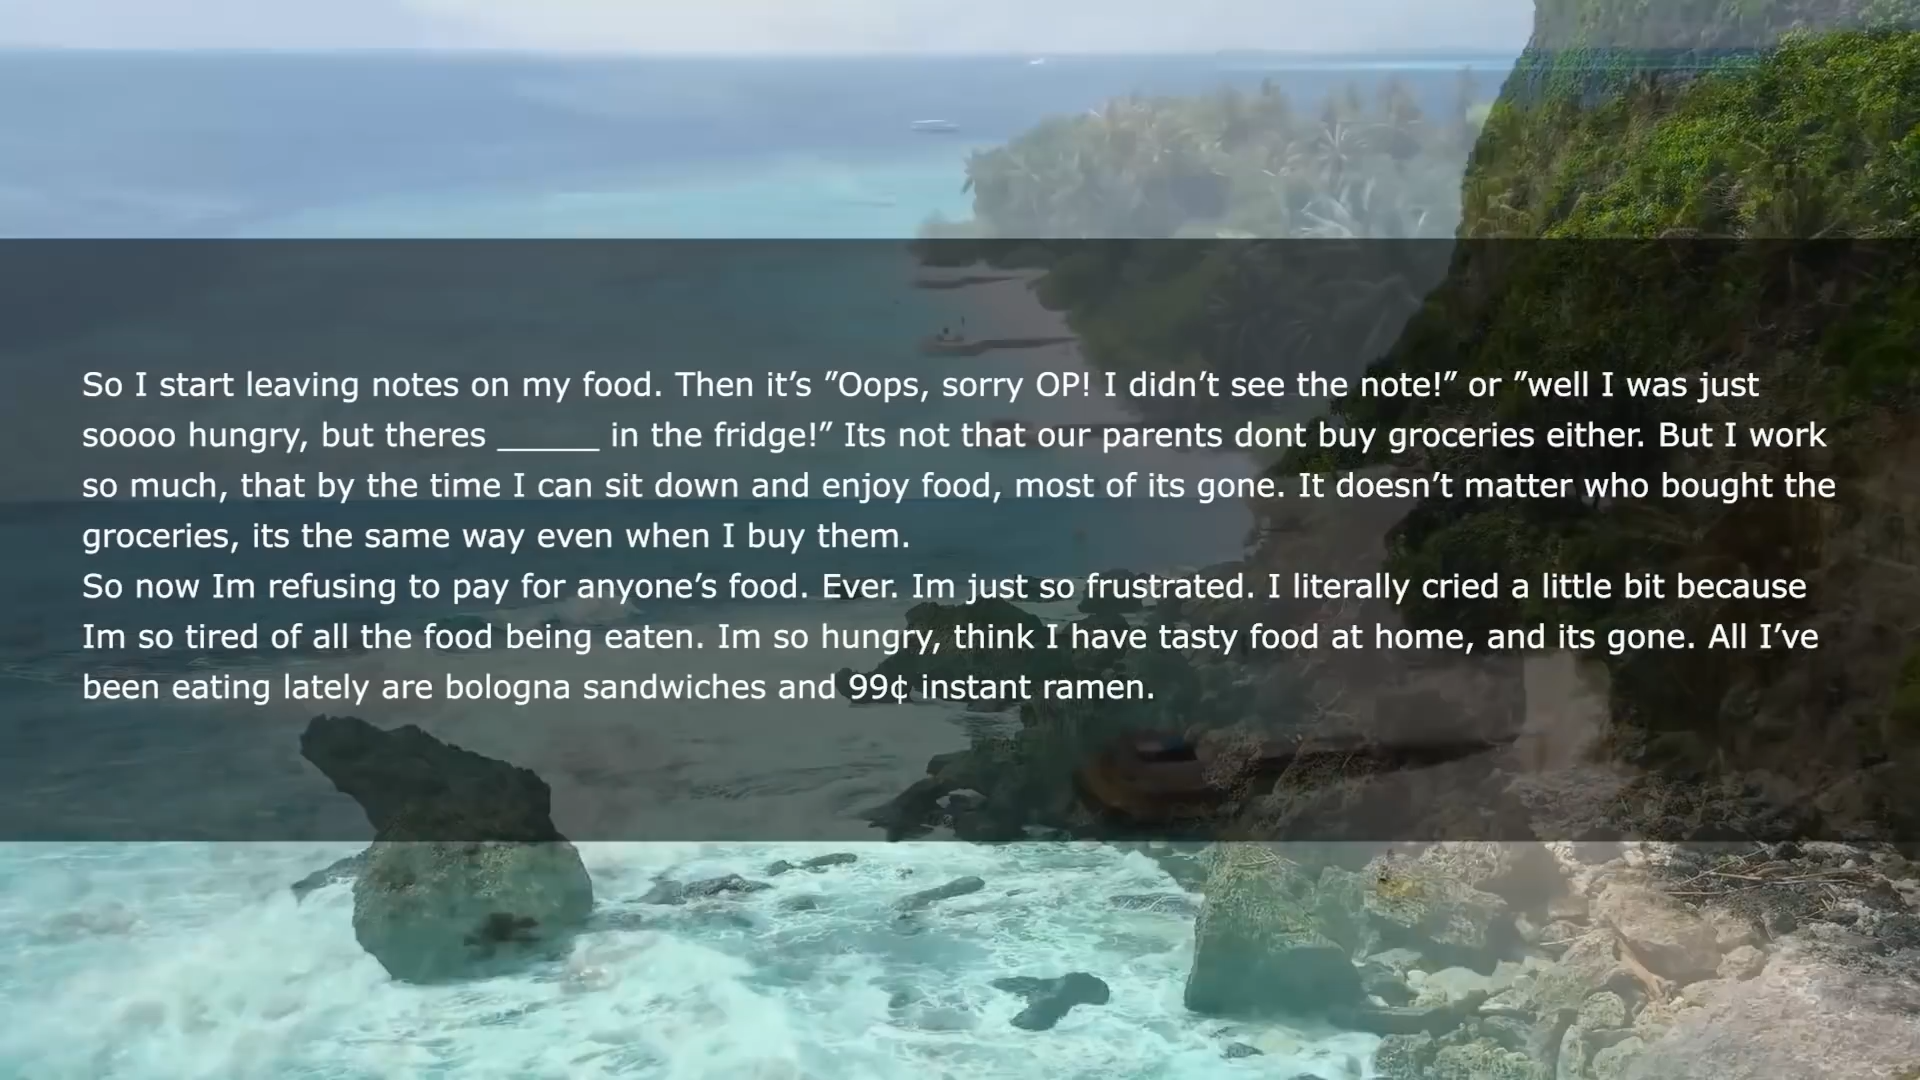 So I start leaving notes on my food. Then it’s ”Oops, sorry OP! I didn’t see the note!” or ”well I was just
soooo hungry, but theres ______ in the fridge!” Its not that our parents dont buy groceries either. But I work
so much, that by the time I can sit down and enjoy food, most of its gone. It doesn’t matter who bought the
groceries, its the same way even when I buy them.
So now Im refusing to pay for anyone’s food. Ever. Im just so frustrated. I literally cried a little bit because
Im so tired of all the food being eaten. Im so hungry, think I have tasty food at home, and its gone. All I’ve
been eating lately are bologna sandwiches and 99¢ instant ramen.